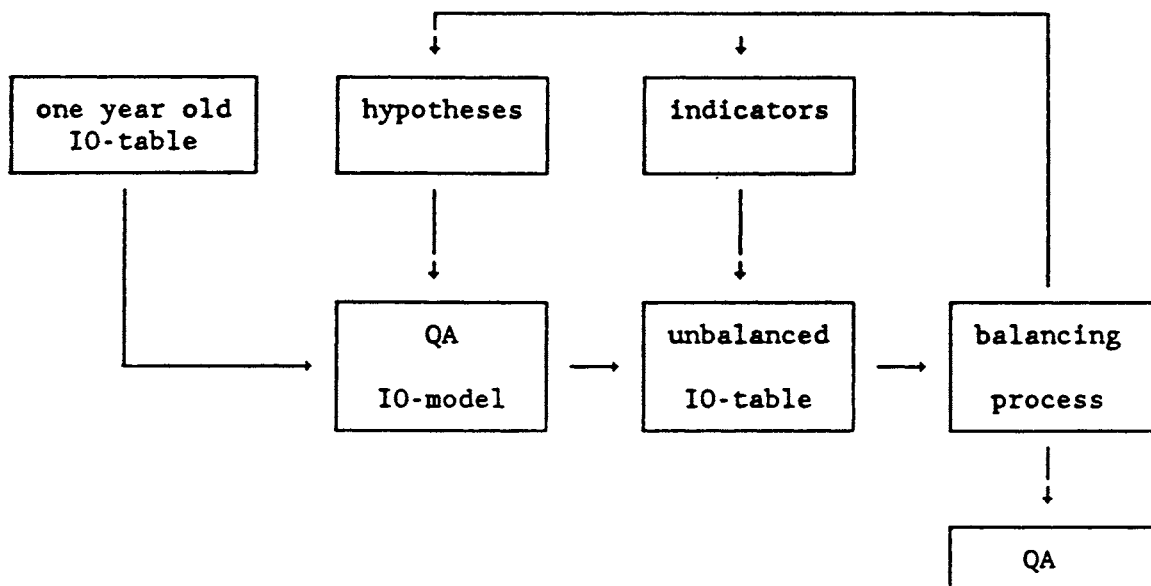 one year old
IO-table
hypotheses
indicators
QA
IO-model
unbalanced
IO-table
balancing
process
QA